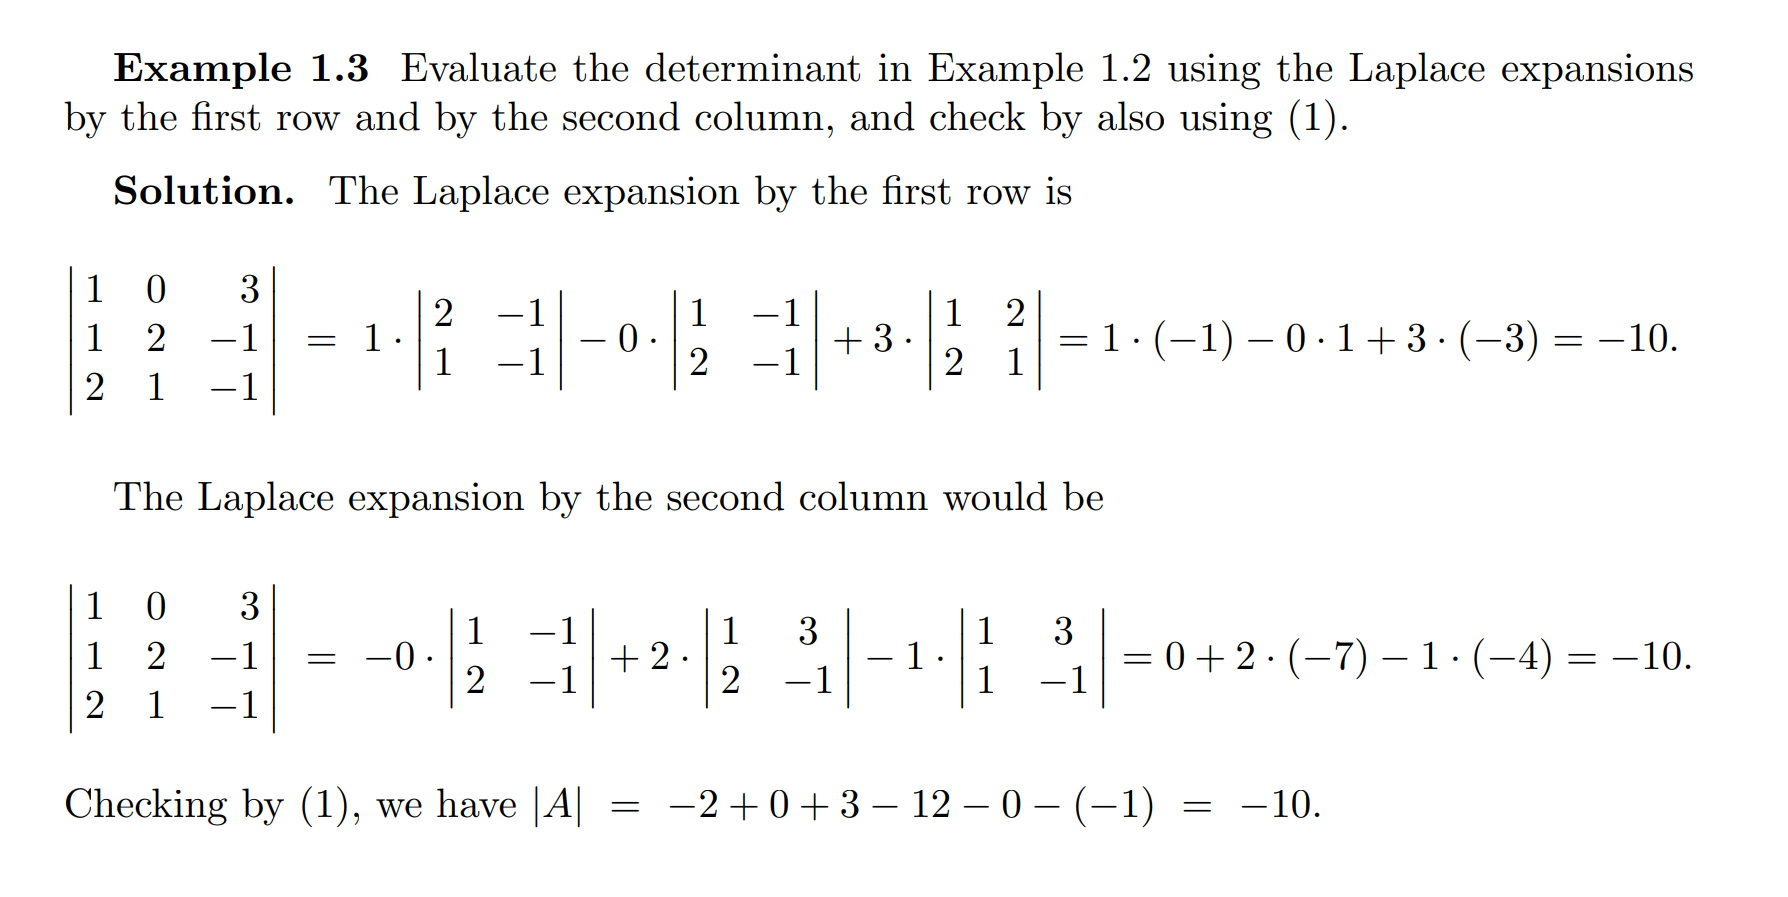 Example 1.3 Evaluate the determinant in Example 1.2 using the Laplace expansions
by the first row and by the second column, and check by also using (1).
Solution. The Laplace expansion by the first row is
$\begin{vmatrix} 1 & 0 & 3 \\ 1 & 2 & -1 \\ 2 & 1 & -1 \end{vmatrix} = 1 \cdot \begin{vmatrix} 2 & -1 \\ 1 & -1 \end{vmatrix} - 0 \cdot \begin{vmatrix} 1 & -1 \\ 2 & -1 \end{vmatrix} + 3 \cdot \begin{vmatrix} 1 & 2 \\ 2 & 1 \end{vmatrix} = 1 \cdot (-1) - 0 \cdot 1 + 3 \cdot (-3) = -10.$
The Laplace expansion by the second column would be
$\begin{vmatrix} 1 & 0 & 3 \\ 1 & 2 & -1 \\ 2 & 1 & -1 \end{vmatrix} = -0 \cdot \begin{vmatrix} 1 & -1 \\ 2 & -1 \end{vmatrix} + 2 \cdot \begin{vmatrix} 1 & 3 \\ 2 & -1 \end{vmatrix} - 1 \cdot \begin{vmatrix} 1 & 3 \\ 1 & -1 \end{vmatrix} = 0 + 2 \cdot (-7) - 1 \cdot (-4) = -10.$
Checking by (1), we have $|A| = -2 + 0 + 3 - 12 - 0 - (-1) = -10.$